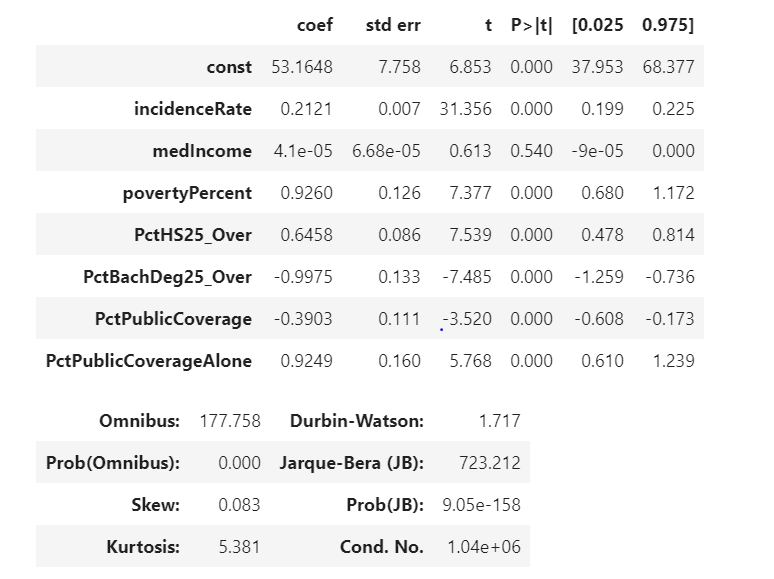 coef std err t P>|t| [0.025 0.975]
const 53.1648 7.758 6.853 0.000 37.953 68.377
incidenceRate 0.2121 0.007 31.356 0.000 0.199 0.225
medIncome 4.1e-05 6.68e-05 0.613 0.540 -9e-05 0.000
povertyPercent 0.9260 0.126 7.377 0.000 0.680 1.172
PctHS25_Over 0.6458 0.086 7.539 0.000 0.478 0.814
PctBachDeg25_Over -0.9975 0.133 -7.485 0.000 -1.259 -0.736
PctPublicCoverage -0.3903 0.111 -3.520 0.000 -0.608 -0.173
PctPublicCoverageAlone 0.9249 0.160 5.768 0.000 0.610 1.239
Omnibus: 177.758 Durbin-Watson: 1.717
Prob(Omnibus): 0.000 Jarque-Bera (JB): 723.212
Skew: 0.083 Prob(JB): 9.05e-158
Kurtosis: 5.381 Cond. No. 1.04e+06